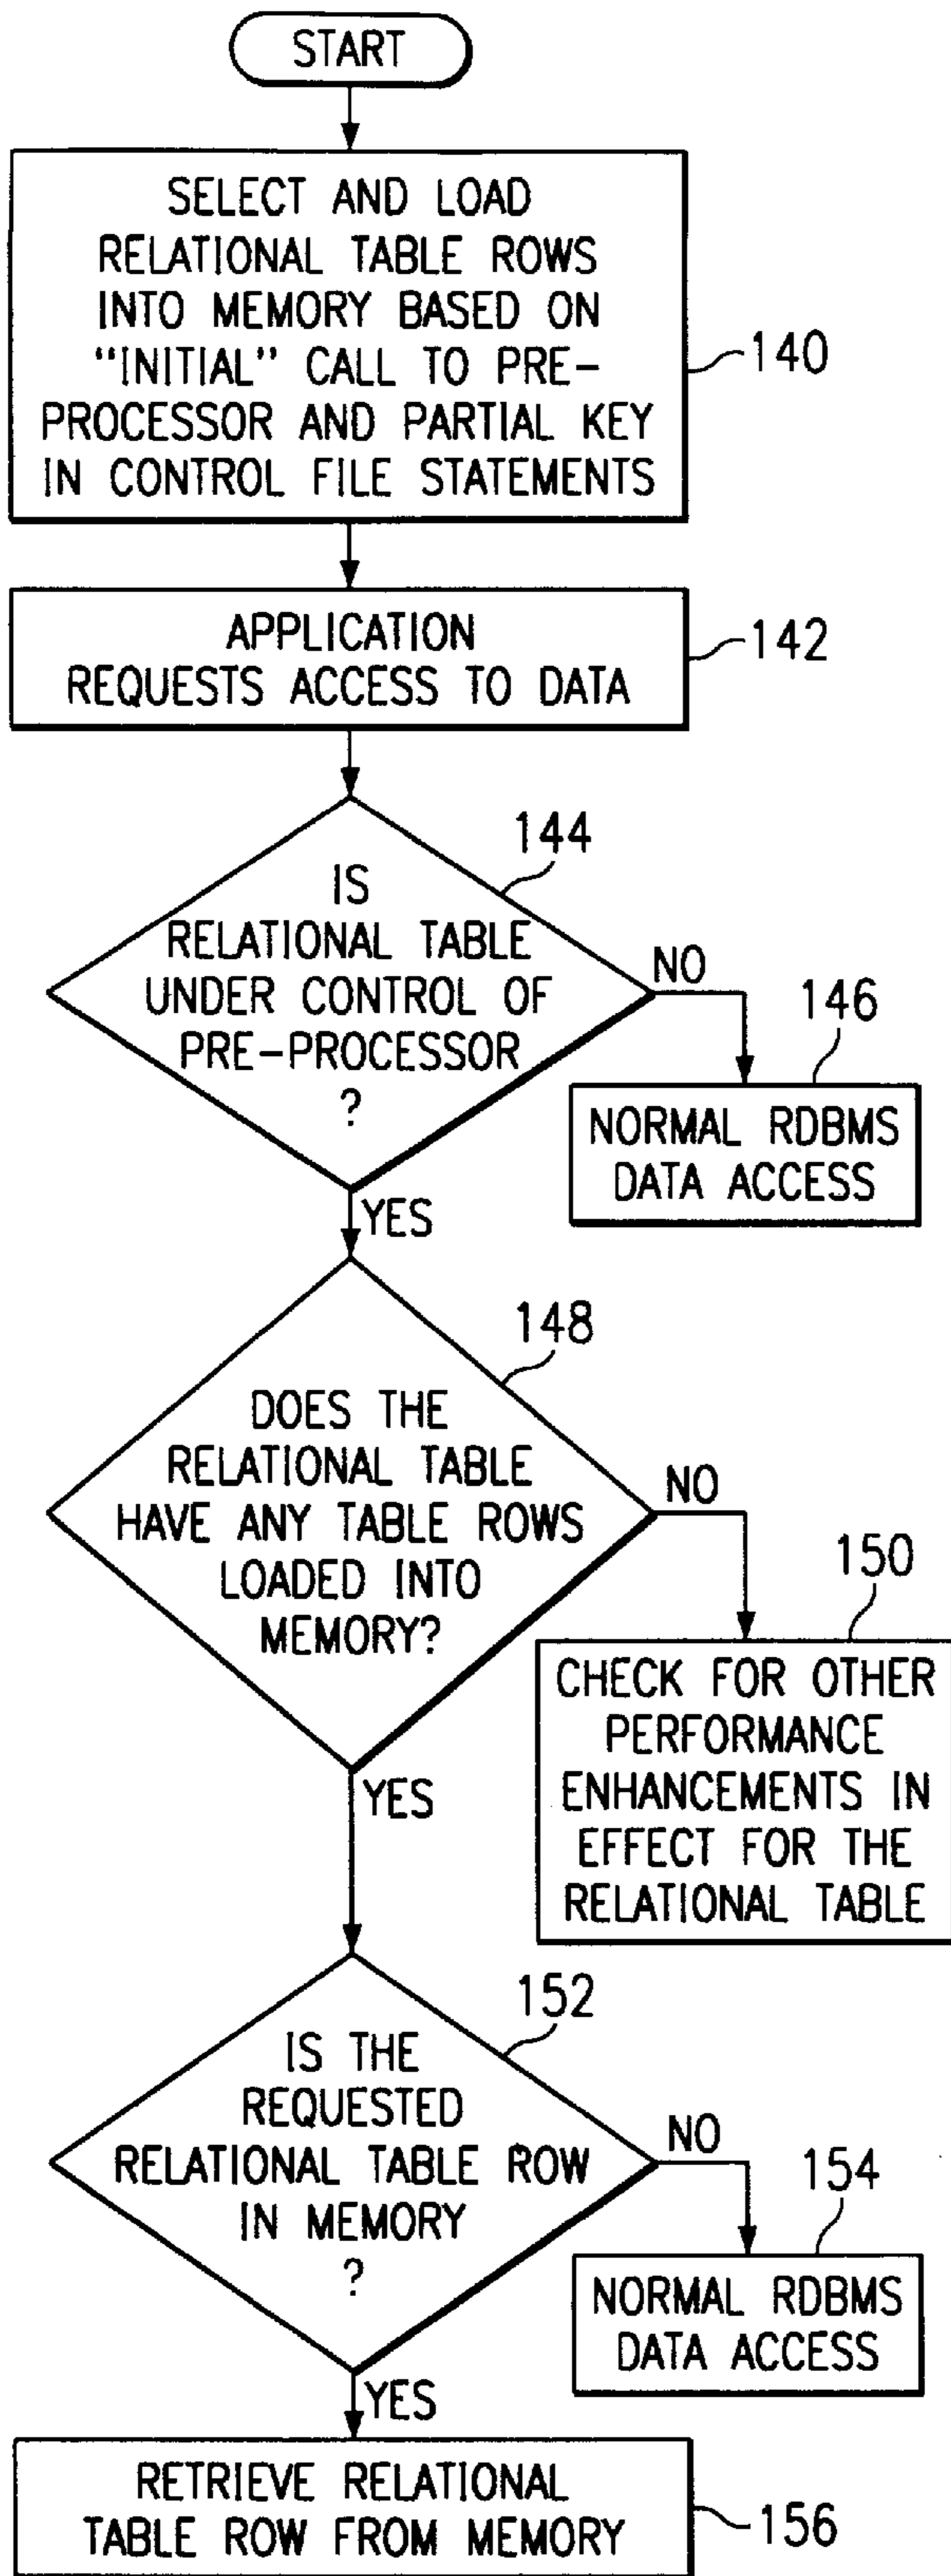 START
SELECT AND LOAD
RELATIONAL TABLE ROWS
INTO MEMORY BASED ON
"INITIAL" CALL TO PRE-
PROCESSOR AND PARTIAL KEY
IN CONTROL FILE STATEMENTS
140
APPLICATION
REQUESTS ACCESS TO DATA
142
144
IS
RELATIONAL TABLE
UNDER CONTROL OF
PRE-PROCESSOR
?
NO
146
NORMAL RDBMS
DATA ACCESS
YES
148
DOES THE
RELATIONAL TABLE
HAVE ANY TABLE ROWS
LOADED INTO
MEMORY?
NO
150
CHECK FOR OTHER
PERFORMANCE
ENHANCEMENTS IN
EFFECT FOR THE
RELATIONAL TABLE
YES
152
IS THE
REQUESTED
RELATIONAL TABLE ROW
IN MEMORY
?
NO
154
NORMAL RDBMS
DATA ACCESS
YES
RETRIEVE RELATIONAL
TABLE ROW FROM MEMORY
156